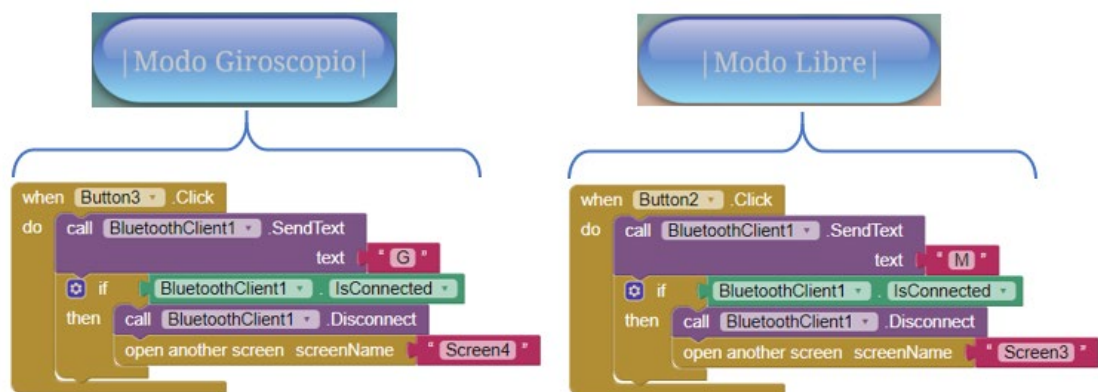 |Modo Giroscopio|
when Button3 .Click
do call BluetoothClient1 .SendText
text " G "
if BluetoothClient1 . IsConnected
then call BluetoothClient1 .Disconnect
open another screen screenName " Screen4 "
|Modo Libre|
when Button2 .Click
do call BluetoothClient1 .SendText
text " M "
if BluetoothClient1 . IsConnected
then call BluetoothClient1 .Disconnect
open another screen screenName " Screen3 "